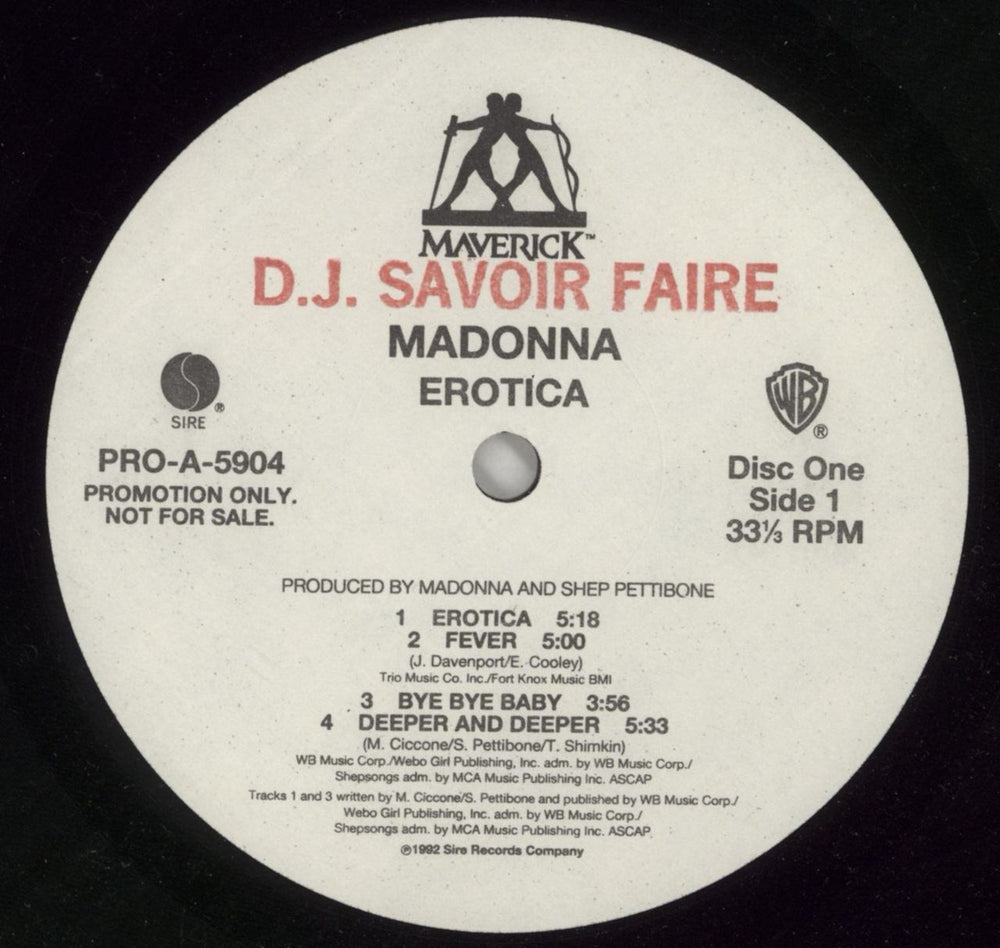 MAVERICK™
D.J. SAVOIR FAIRE
MADONNA
EROTICA
SIRE ®
PRO-A-5904
PROMOTION ONLY.
NOT FOR SALE.
WB ®
Disc One
Side 1
33⅓ RPM
PRODUCED BY MADONNA AND SHEP PETTIBONE
1 EROTICA 5:18
2 FEVER 5:00
(J. Davenport/E. Cooley)
Trio Music Co. Inc./Fort Knox Music BMI
3 BYE BYE BABY 3:56
4 DEEPER AND DEEPER 5:33
(M. Ciccone/S. Pettibone/T. Shimkin)
WB Music Corp./Webo Girl Publishing, Inc. adm. by WB Music Corp./
Shepsongs adm. by MCA Music Publishing Inc. ASCAP
Tracks 1 and 3 written by M. Ciccone/S. Pettibone and published by WB Music Corp./
Webo Girl Publishing, Inc. adm. by WB Music Corp./
Shepsongs adm. by MCA Music Publishing Inc. ASCAP
℗1992 Sire Records Company